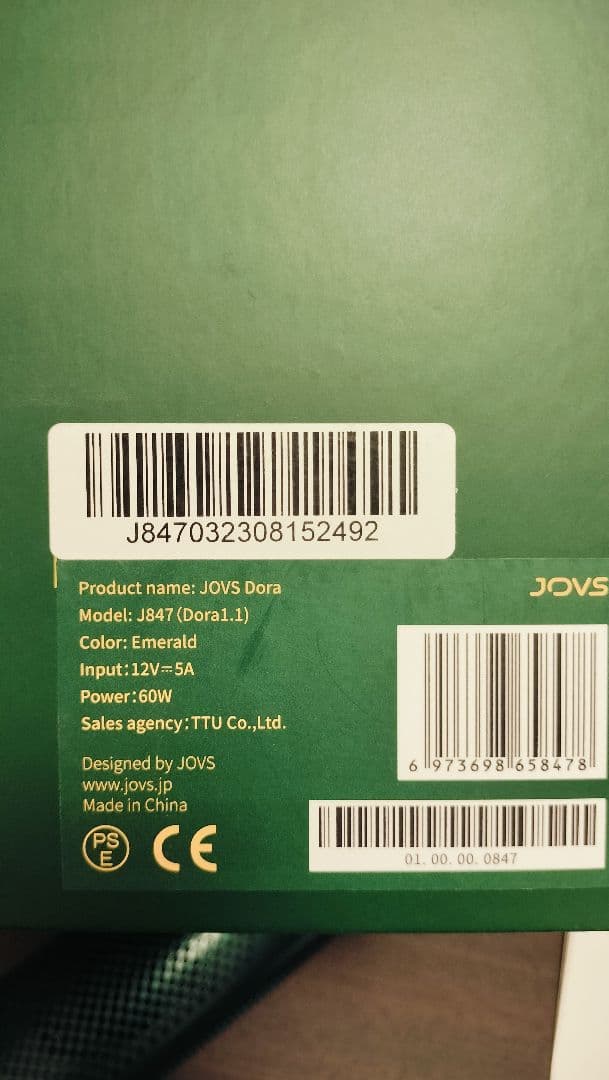 J847032308152492
Product name: JOVS Dora
JOVS
Model: J847 (Dora1.1)
Color: Emerald
Input:12V⎓5A
Power:60W
Sales agency:TTU Co.,Ltd.
6 973698 658478
Designed by JOVS
www.jovs.jp
Made in China
PS
E
CE
01. 00. 00. 0847